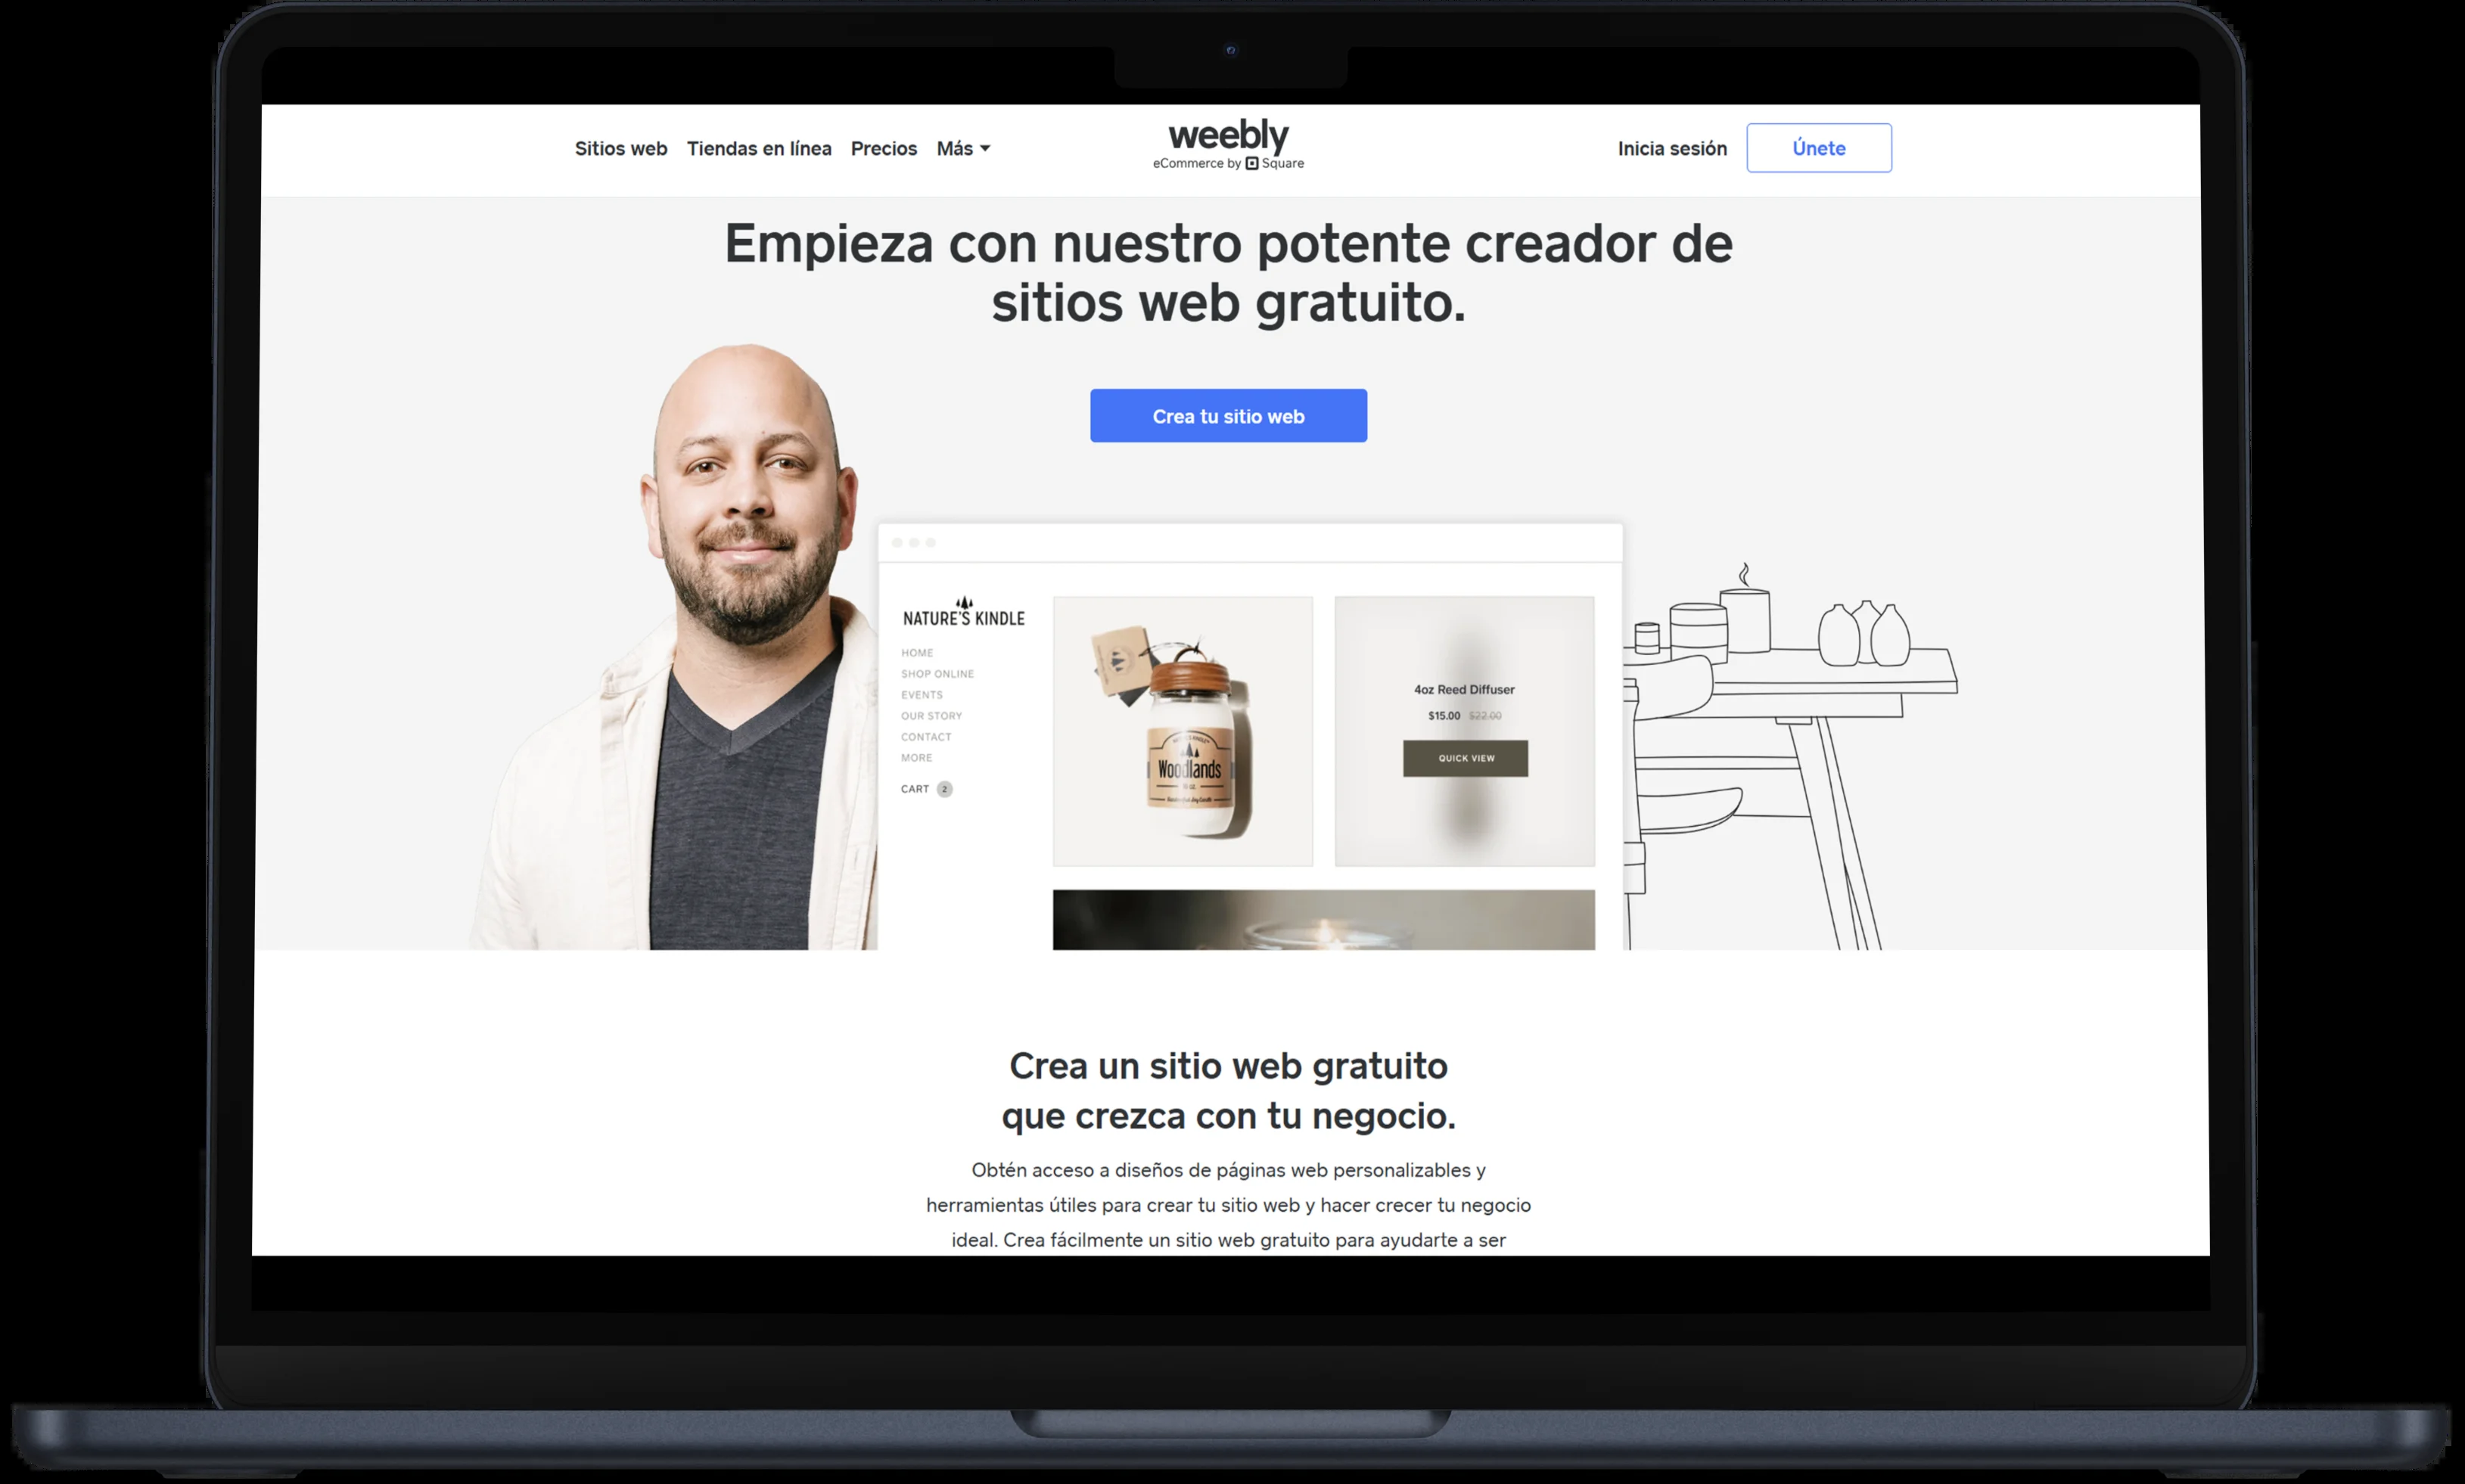 Sitios web Tiendas en línea Precios Más
weebly
eCommerce by Square
Inicia sesión Únete
Empieza con nuestro potente creador de
sitios web gratuito.
Crea tu sitio web
NATURE'S KINDLE
HOME
SHOP ONLINE
EVENTS
OUR STORY
CONTACT
MORE
CART 2
Woodlands
4oz Reed Diffuser
$15.00 $22.00
QUICK VIEW
Crea un sitio web gratuito
que crezca con tu negocio.
Obtén acceso a diseños de páginas web personalizables y
herramientas útiles para crear tu sitio web y hacer crecer tu negocio
ideal. Crea fácilmente un sitio web gratuito para ayudarte a ser